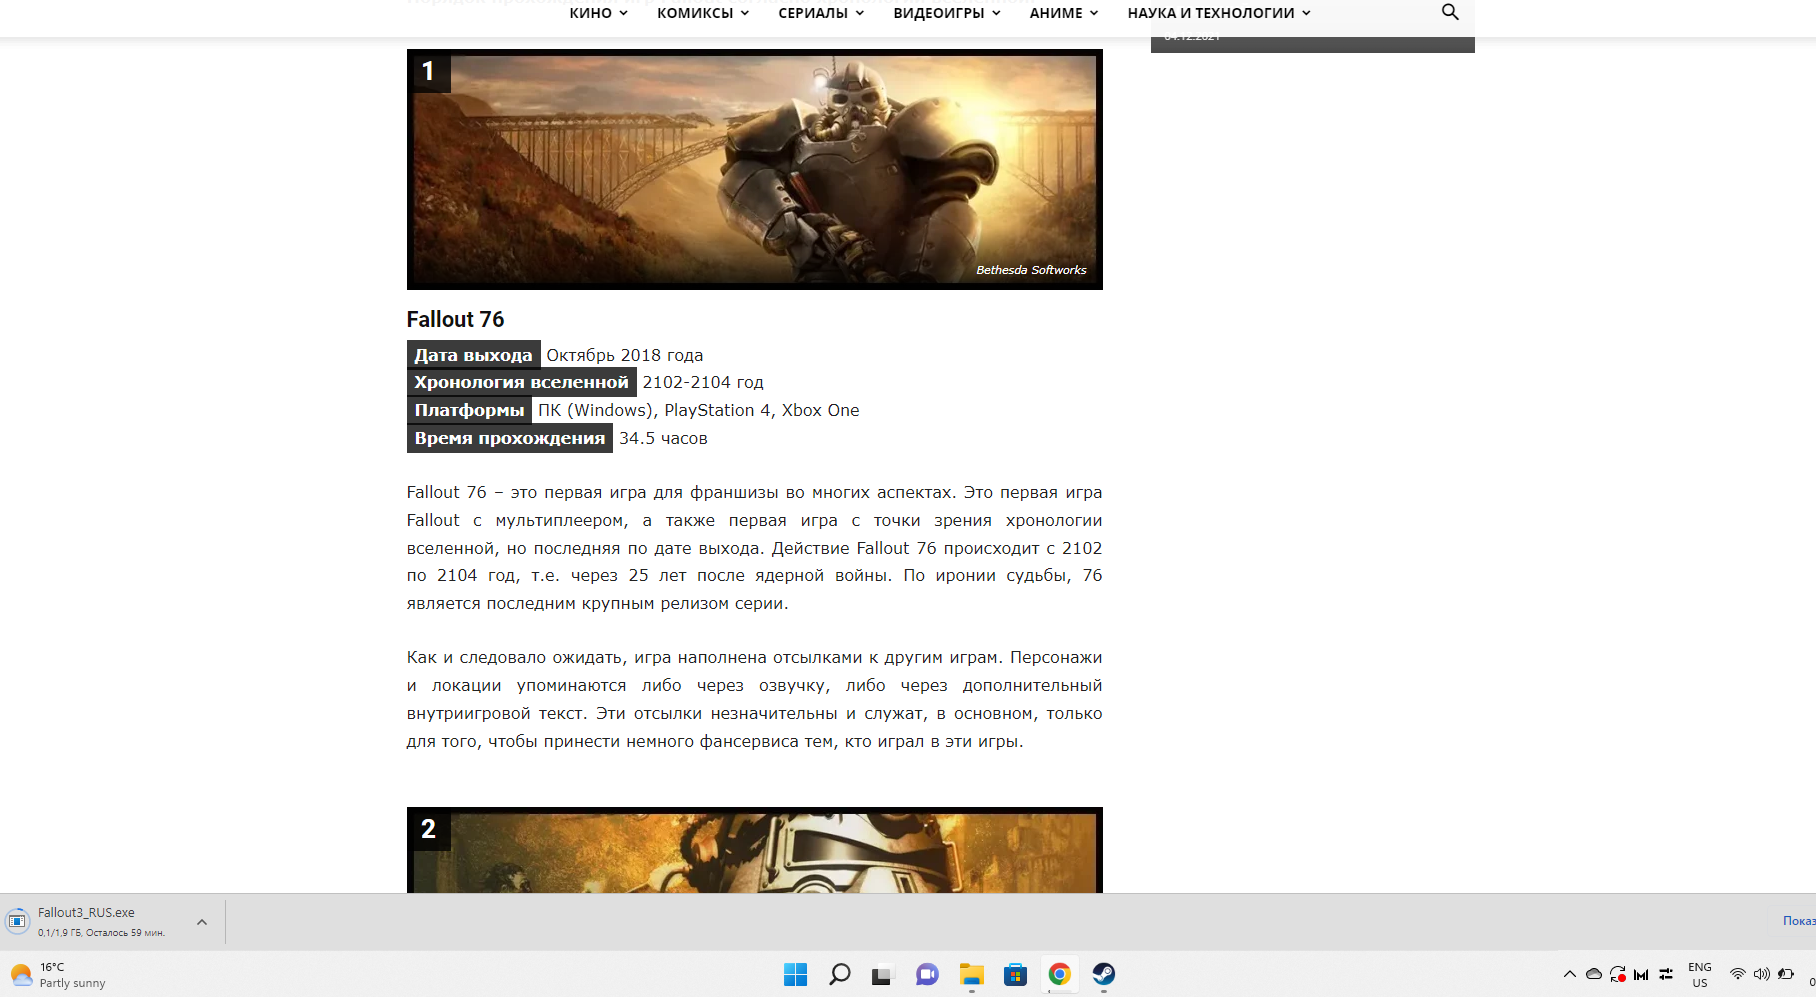 КИНО
КОМИКСЫ
СЕРИАЛЫ
ВИДЕОИГРЫ
АНИМЕ
НАУКА И ТЕХНОЛОГИИ
04.12.2021
1
Bethesda Softworks
Fallout 76
Дата выхода Октябрь 2018 года
Хронология вселенной 2102-2104 год
Платформы ПК (Windows), PlayStation 4, Xbox One
Время прохождения 34.5 часов
Fallout 76 – это первая игра для франшизы во многих аспектах. Это первая игра
Fallout с мультиплеером, а также первая игра с точки зрения хронологии
вселенной, но последняя по дате выхода. Действие Fallout 76 происходит с 2102
по 2104 год, т.е. через 25 лет после ядерной войны. По иронии судьбы, 76
является последним крупным релизом серии.
Как и следовало ожидать, игра наполнена отсылками к другим играм. Персонажи
и локации упоминаются либо через озвучку, либо через дополнительный
внутриигровой текст. Эти отсылки незначительны и служат, в основном, только
для того, чтобы принести немного фансервиса тем, кто играл в эти игры.
2
Fallout3_RUS.exe
0,1/1,9 ГБ, Осталось 59 мин.
Показ
16°C
Partly sunny
ENG
US
0